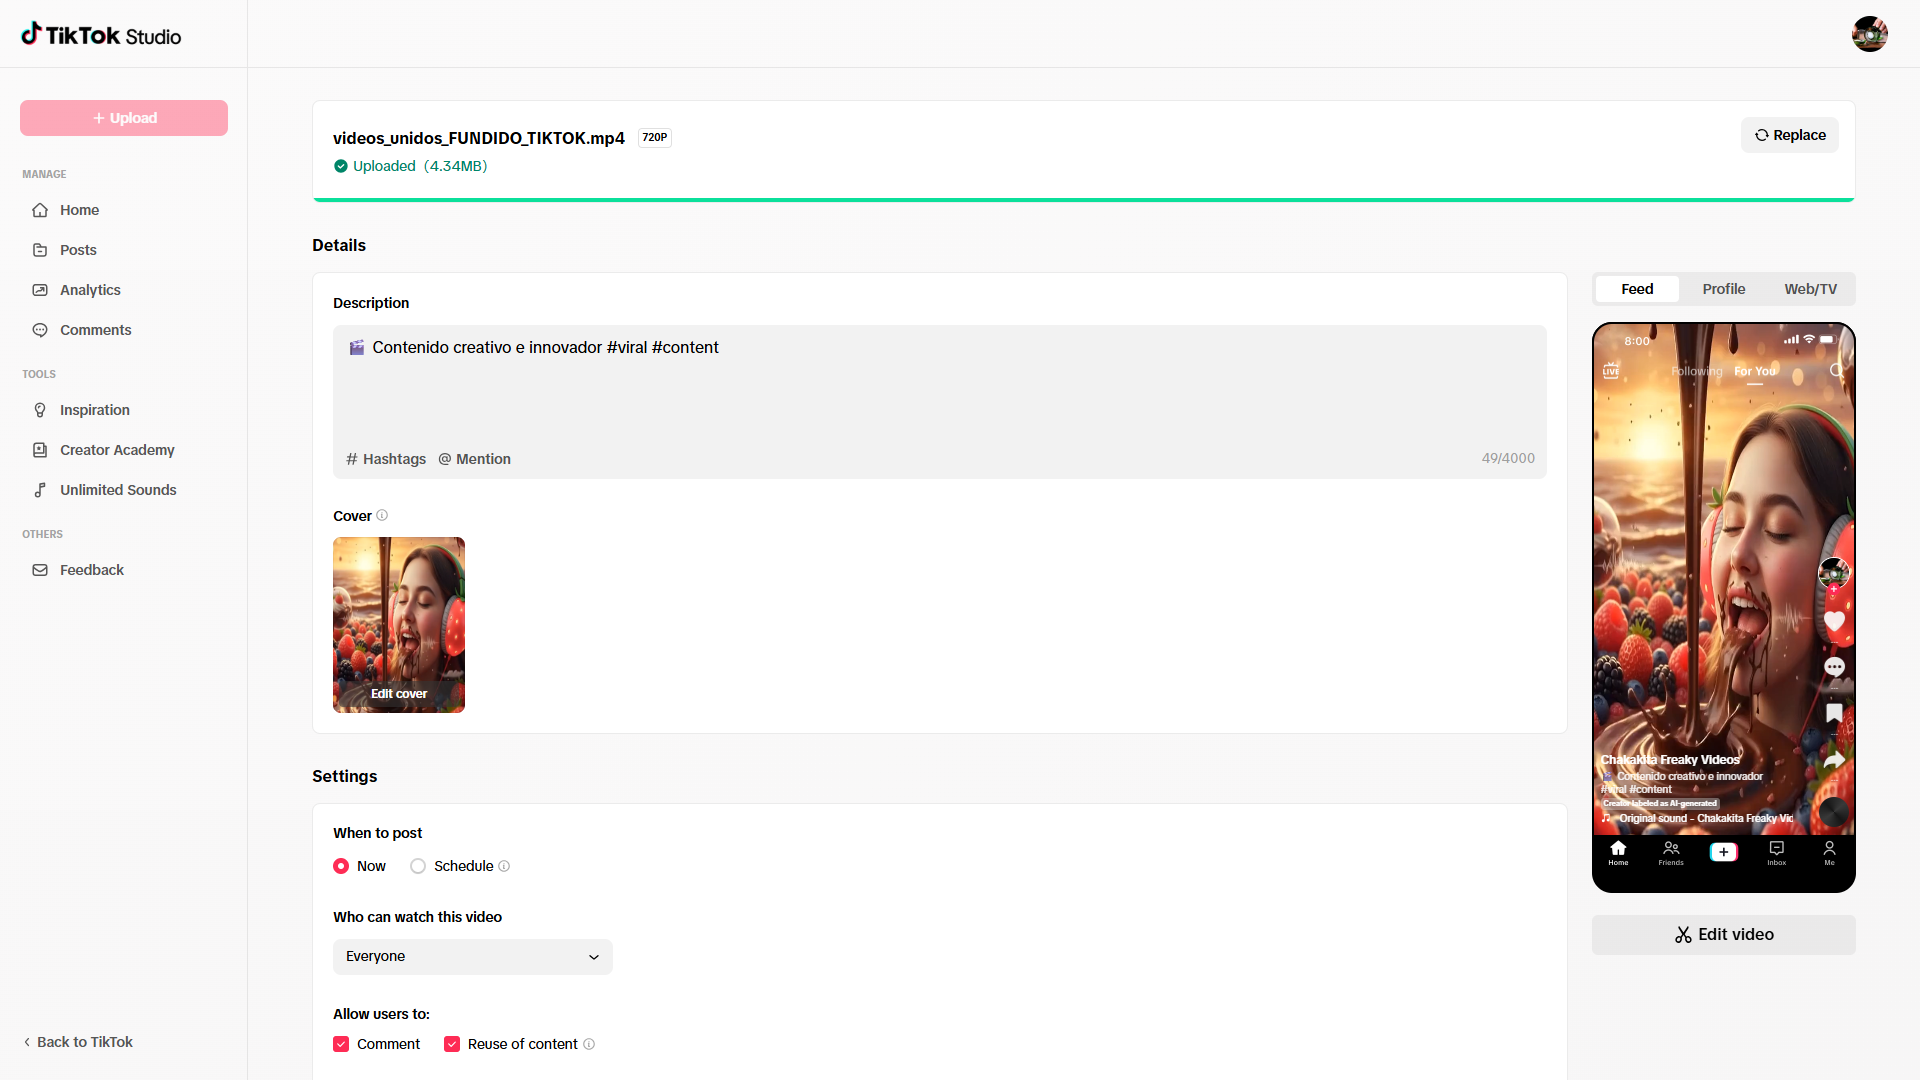 TikTok Studio
+ Upload
MANAGE
Home
Posts
Analytics
Comments
TOOLS
Inspiration
Creator Academy
Unlimited Sounds
OTHERS
Feedback
Back to TikTok
videos_unidos_FUNDIDO_TIKTOK.mp4 720P
Uploaded (4.34MB)
Replace
Details
Description
🎬 Contenido creativo e innovador #viral #content
# Hashtags @ Mention 49/4000
Cover
Edit cover
Settings
When to post
Now Schedule
Who can watch this video
Everyone
Allow users to:
Comment Reuse of content
Feed Profile Web/TV
8:00
LIVE Following For You
Chakakita Freaky Videos
🎬 Contenido creativo e innovador
#viral #content
Creator labeled as AI-generated
Original sound - Chakakita Freaky Vid
Home Friends Inbox Me
Edit video